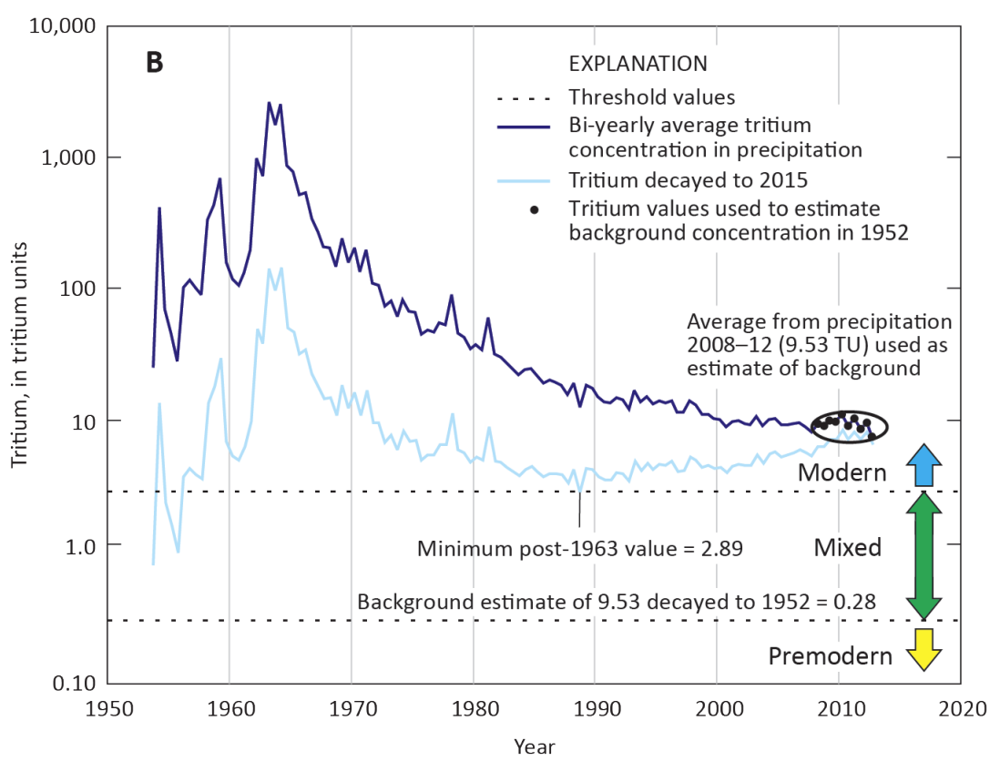 B
EXPLANATION
Threshold values
Bi-yearly average tritium
concentration in precipitation
Tritium decayed to 2015
Tritium values used to estimate
background concentration in 1952
Average from precipitation
2008–12 (9.53 TU) used as
estimate of background
Modern
Minimum post-1963 value = 2.89
Mixed
Background estimate of 9.53 decayed to 1952 = 0.28
Premodern
Tritium, in tritium units
10,000
1,000
100
10
1.0
0.10
1950 1960 1970 1980 1990 2000 2010 2020
Year